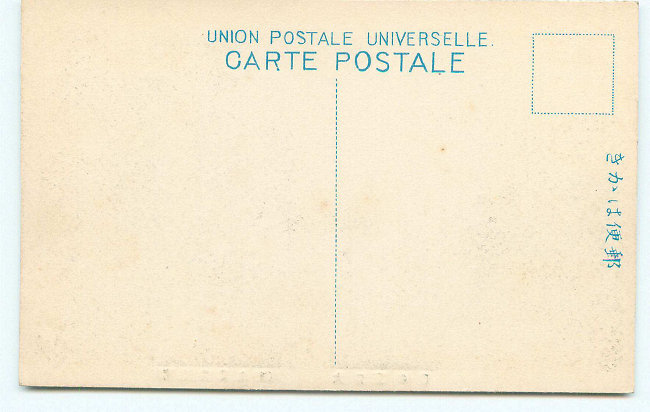 UNION POSTALE UNIVERSELLE.
CARTE POSTALE
郵便はかき